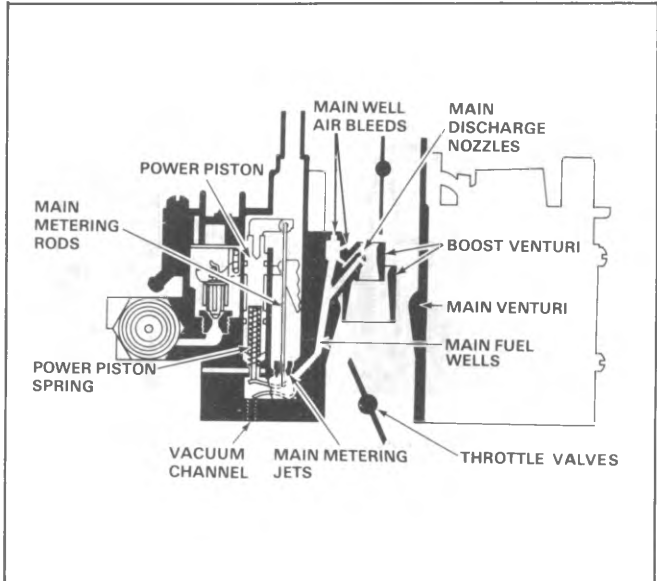 MAIN WELL
AIR BLEEDS
MAIN
DISCHARGE
NOZZLES
POWER PISTON
MAIN
METERING
RODS
BOOST VENTURI
MAIN VENTURI
MAIN FUEL
WELLS
POWER PISTON
SPRING
VACUUM
CHANNEL
MAIN METERING
JETS
THROTTLE VALVES